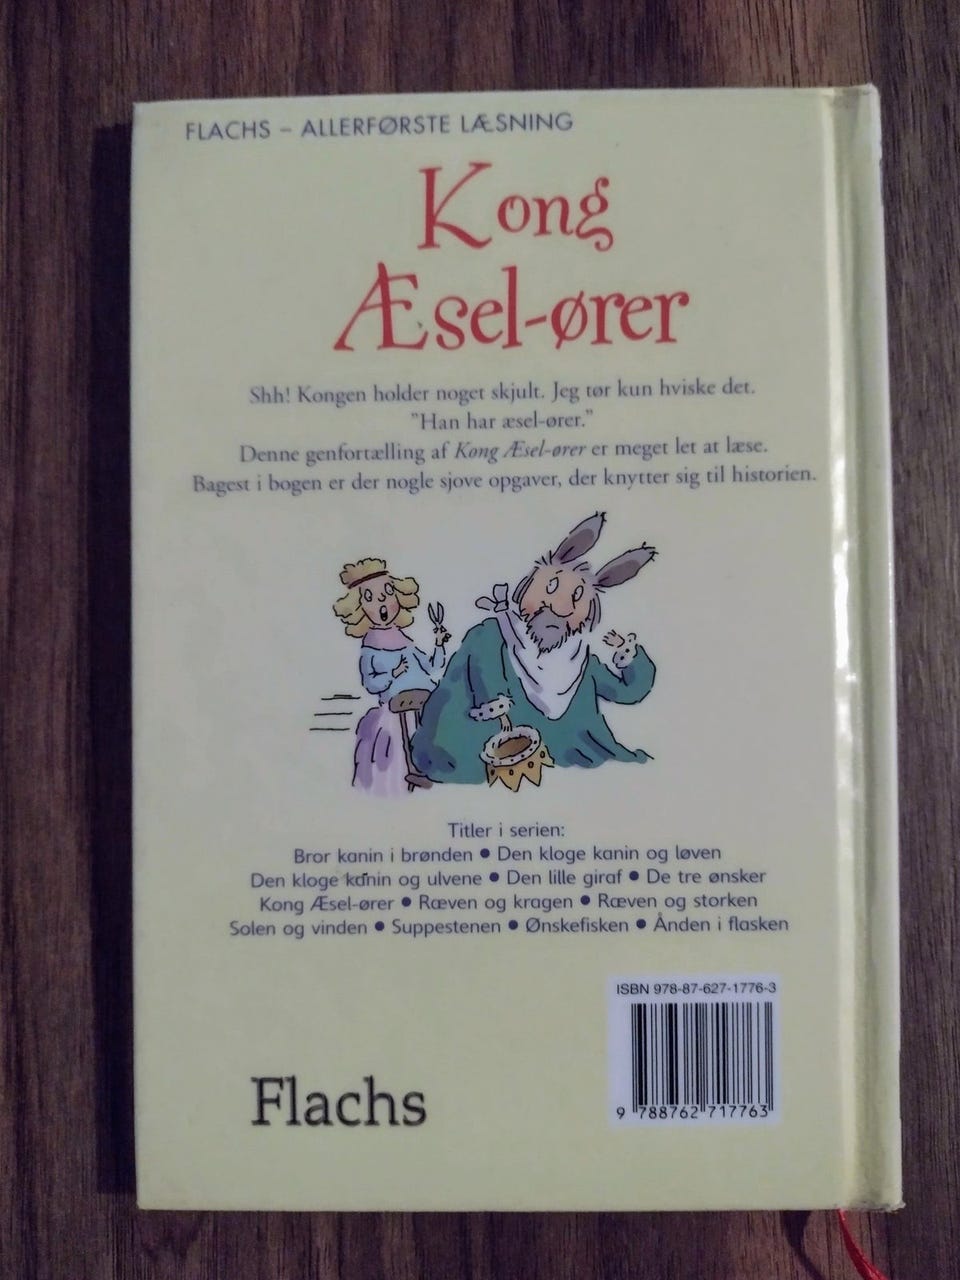 FLACHS – ALLERFØRSTE LÆSNING
Kong
Æsel-ører
Shh! Kongen holder noget skjult. Jeg tør kun hviske det.
"Han har æsel-ører."
Denne genfortælling af Kong Æsel-ører er meget let at læse.
Bagest i bogen er der nogle sjove opgaver, der knytter sig til historien.
Titler i serien:
Bror kanin i brønden • Den kloge kanin og løven
Den kloge kanin og ulvene • Den lille giraf • De tre ønsker
Kong Æsel-ører • Ræven og kragen • Ræven og storken
Solen og vinden • Suppestenen • Ønskefisken • Ånden i flasken
ISBN 978-87-627-1776-3
9 788762 717763
Flachs